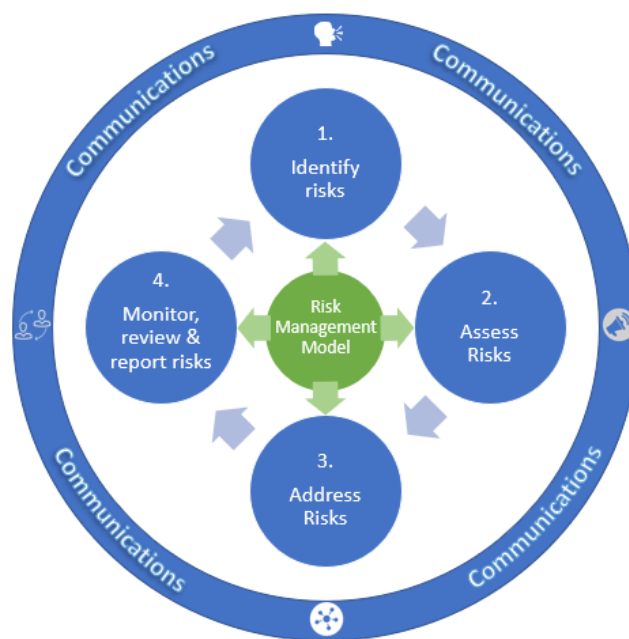 Communications
Communications
1.
Identify
risks
2.
Assess
Risks
3.
Address
Risks
4.
Monitor,
review &
report risks
Risk
Management
Model
Communications
Communications